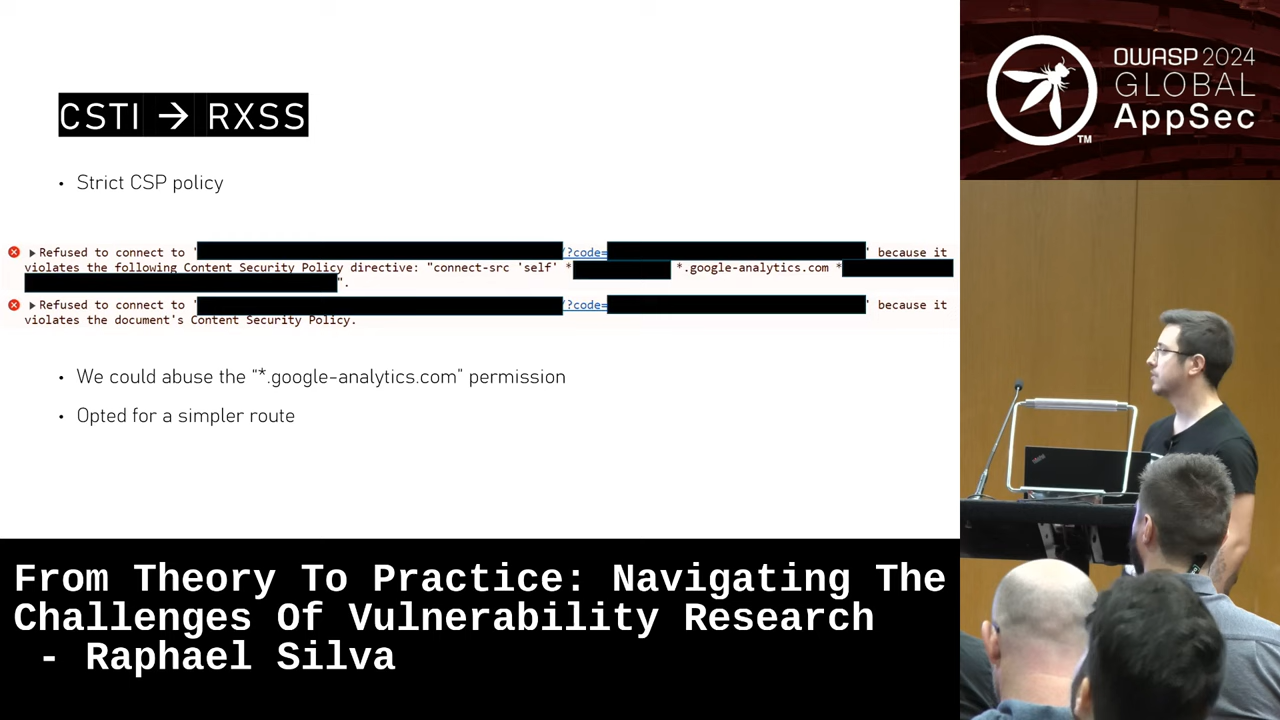 CSTI → RXSS
• Strict CSP policy
Refused to connect to ' /?code= ' because it
violates the following Content Security Policy directive: "connect-src 'self' * *.google-analytics.com *
".
Refused to connect to ' /?code= ' because it
violates the document's Content Security Policy.
• We could abuse the "*.google-analytics.com" permission
• Opted for a simpler route
From Theory To Practice: Navigating The
Challenges Of Vulnerability Research
- Raphael Silva
OWASP 2024
GLOBAL
AppSec
TM